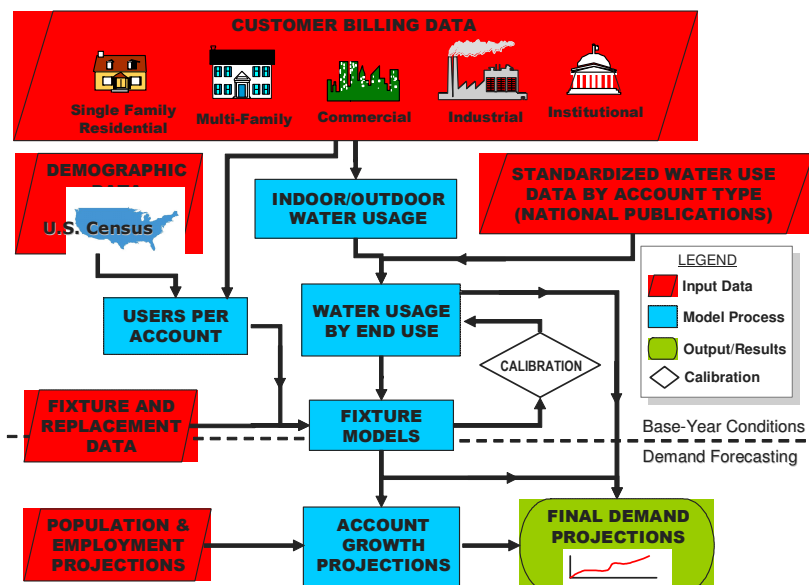 CUSTOMER BILLING DATA
Single Family
Residential
Multi-Family
Commercial
Industrial
Institutional
DEMOGRAPHIC
U.S. Census
INDOOR/OUTDOOR
WATER USAGE
STANDARDIZED WATER USE
DATA BY ACCOUNT TYPE
(NATIONAL PUBLICATIONS)
LEGEND
Input Data
Model Process
Output/Results
Calibration
USERS PER
ACCOUNT
WATER USAGE
BY END USE
CALIBRATION
FIXTURE AND
REPLACEMENT
DATA
FIXTURE
MODELS
Base-Year Conditions
Demand Forecasting
POPULATION &
EMPLOYMENT
PROJECTIONS
ACCOUNT
GROWTH
PROJECTIONS
FINAL DEMAND
PROJECTIONS